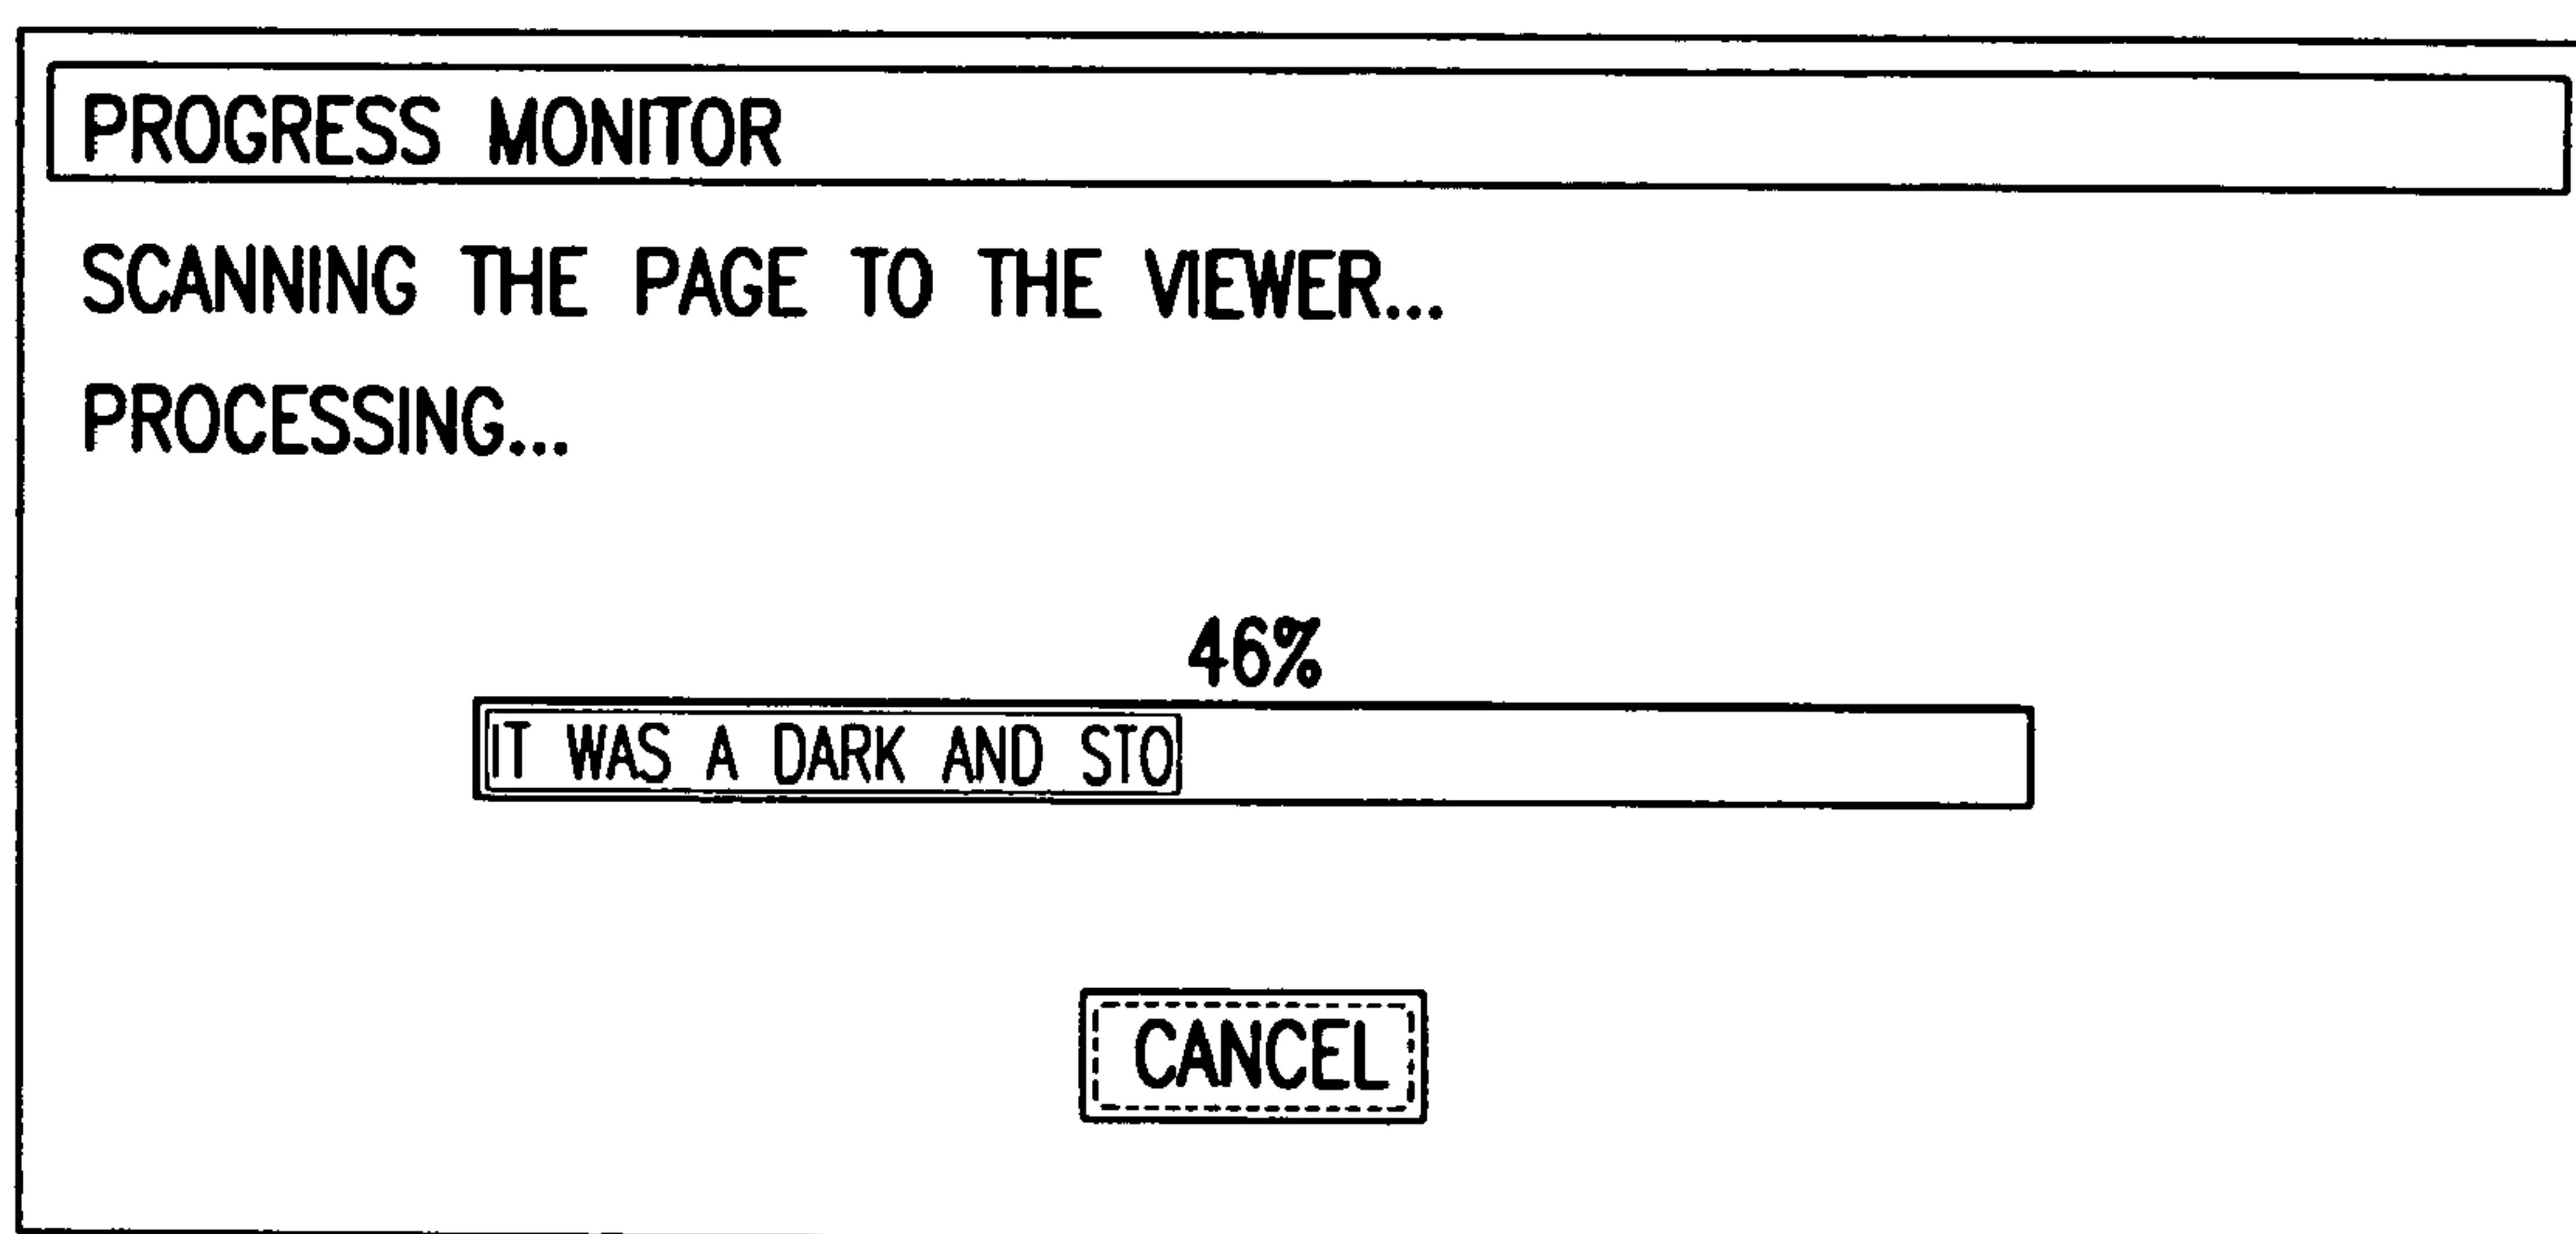 PROGRESS MONITOR
SCANNING THE PAGE TO THE VIEWER...
PROCESSING...
46%
IT WAS A DARK AND STO
CANCEL